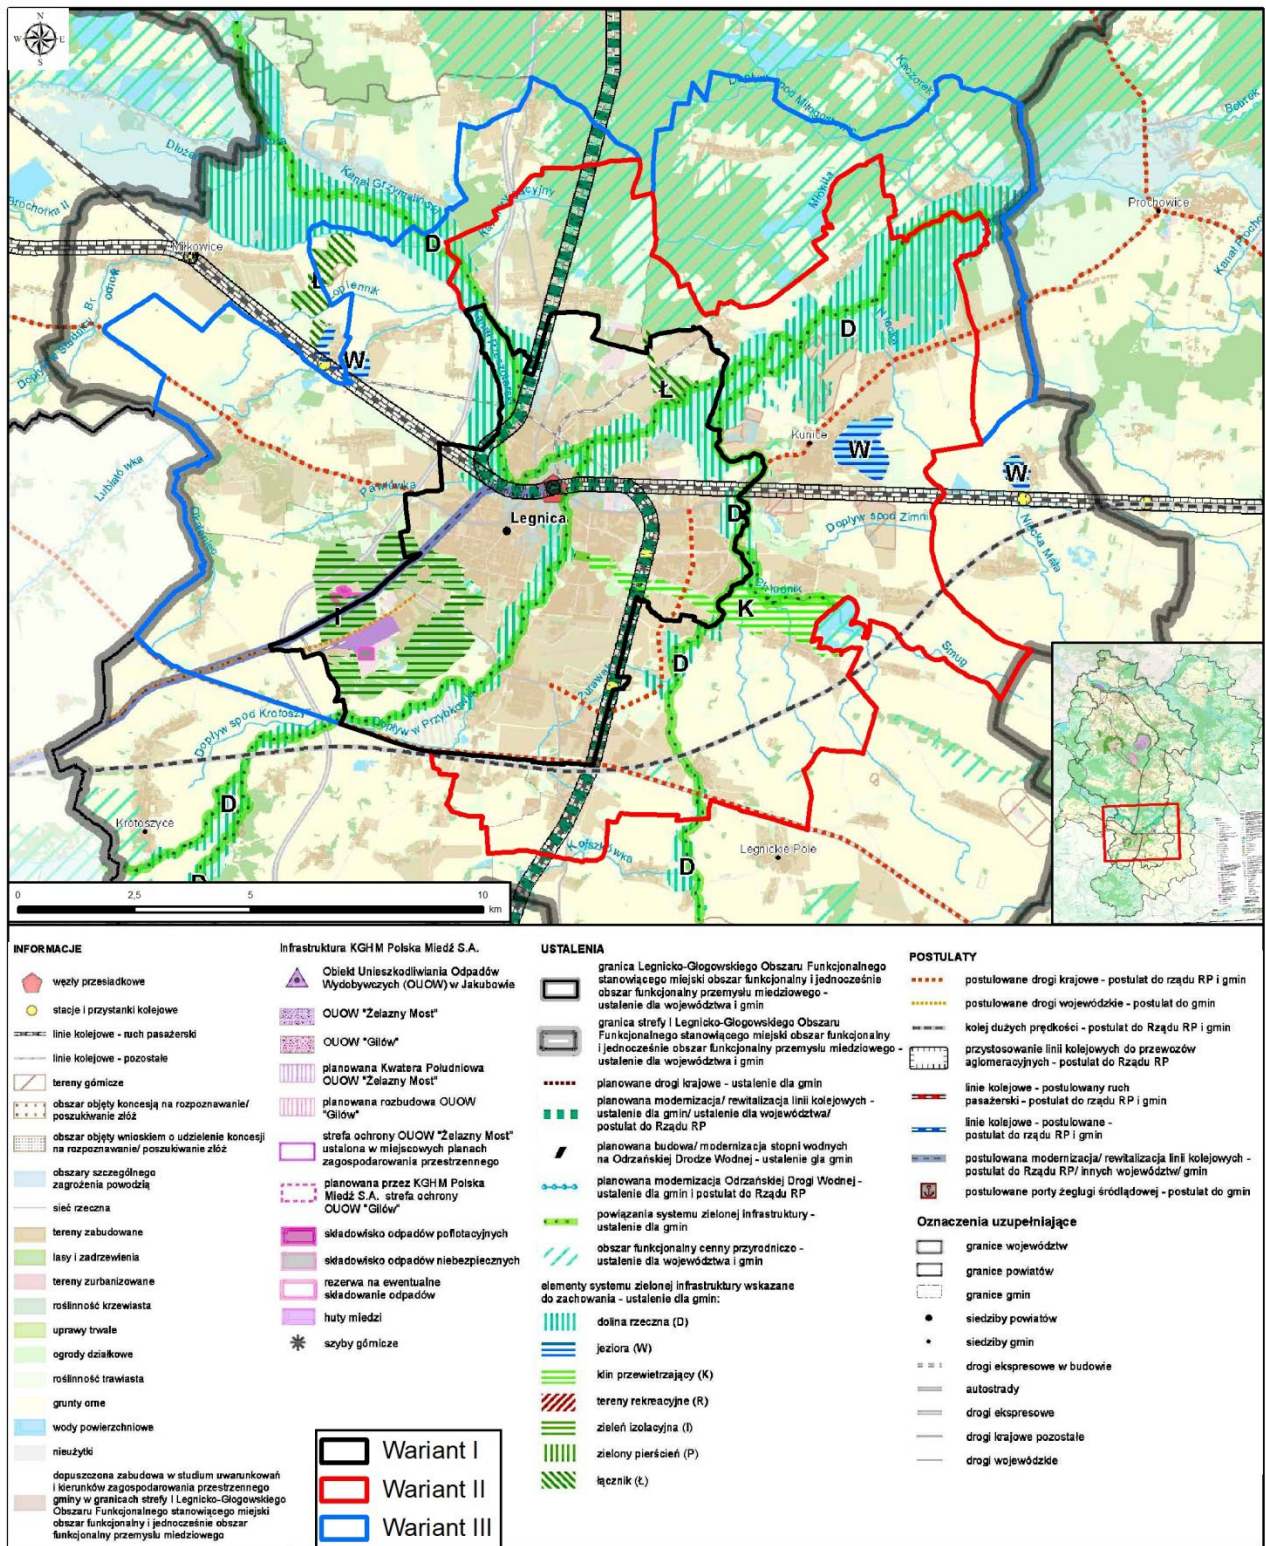 N
W
E
S
Kaczorek
Bobrek
Kanał Grzymaliński
Mokita
Prochowice
Brochotka II
Miłkowice
D
Ł
W
D
W
Ł
Kunice
W
Lubiatówka
Pawłówka
Legnica
D
Dopływ spod Zimni
Niecka Mała
K
I
Smug
D
Żurawek
Dopływ w Przybkowie
Dopływ spod Krotoszyc
D
Krotoszyce
Kojszkówka
Legnickie Pole
D
D
0
2,5
5
10
km
INFORMACJE
węzły przesiadkowe
stacje i przystanki kolejowe
linie kolejowe - ruch pasażerski
linie kolejowe - pozostałe
tereny górnicze
obszar objęty koncesją na rozpoznawanie/
poszukiwanie złóż
obszar objęty wnioskiem o udzielenie koncesji
na rozpoznawanie/ poszukiwanie złóż
obszary szczególnego
zagrożenia powodzią
sieć rzeczna
tereny zabudowane
lasy i zadrzewienia
tereny zurbanizowane
roślinność krzewiasta
uprawy trwałe
ogrody działkowe
roślinność trawiasta
grunty orne
wody powierzchniowe
nieużytki
dopuszczona zabudowa w studium uwarunkowań
i kierunków zagospodarowania przestrzennego
gminy w granicach strefy I Legnicko-Głogowskiego
Obszaru Funkcjonalnego stanowiącego miejski
obszar funkcjonalny i jednocześnie obszar
funkcjonalny przemysłu miedziowego
Infrastruktura KGHM Polska Miedź S.A.
Obiekt Unieszkodliwiania Odpadów
Wydobywczych (OUOW) w Jakubowie
OUOW "Żelazny Most"
OUOW "Gilów"
planowana Kwatera Południowa
OUOW "Żelazny Most"
planowana rozbudowa OUOW
"Gilów"
strefa ochrony OUOW "Żelazny Most"
ustalona w miejscowych planach
zagospodarowania przestrzennego
planowana przez KGHM Polska
Miedź S.A. strefa ochrony
OUOW "Gilów"
składowisko odpadów poflotacyjnych
składowisko odpadów niebezpiecznych
rezerwa na ewentualne
składowanie odpadów
huty miedzi
szyby górnicze
Wariant I
Wariant II
Wariant III
USTALENIA
granica Legnicko-Głogowskiego Obszaru Funkcjonalnego
stanowiącego miejski obszar funkcjonalny i jednocześnie
obszar funkcjonalny przemysłu miedziowego -
ustalenie dla województwa i gmin
granica strefy I Legnicko-Głogowskiego Obszaru
Funkcjonalnego stanowiącego miejski obszar funkcjonalny
i jednocześnie obszar funkcjonalny przemysłu miedziowego -
ustalenie dla województwa i gmin
planowane drogi krajowe - ustalenie dla gmin
planowana modernizacja/ rewitalizacja linii kolejowych -
ustalenie dla gmin/ ustalenie dla województwa/
postulat do Rządu RP
planowana budowa/ modernizacja stopni wodnych
na Odrzańskiej Drodze Wodnej - ustalenie gla gmin
planowana modernizacja Odrzańskiej Drogi Wodnej -
ustalenie dla gmin i postulat do Rządu RP
powiązania systemu zielonej infrastruktury -
ustalenie dla gmin
obszar funkcjonalny cenny przyrodniczo -
ustalenie dla województwa i gmin
elementy systemu zielonej infrastruktury wskazane
do zachowania - ustalenie dla gmin:
dolina rzeczna (D)
jeziora (W)
klin przewietrzający (K)
tereny rekreacyjne (R)
zieleń izolacyjna (I)
zielony pierścień (P)
łącznik (Ł)
POSTULATY
postulowane drogi krajowe - postulat do rządu RP i gmin
postulowane drogi wojewódzkie - postulat do gmin
kolej dużych prędkości - postulat do Rządu RP i gmin
przystosowanie linii kolejowych do przewozów
aglomeracyjnych - postulat do Rządu RP
linie kolejowe - postulowany ruch
pasażerski - postulat do rządu RP i gmin
linie kolejowe - postulowane -
postulat do rządu RP i gmin
postulowana modernizacja/ rewitalizacja linii kolejowych -
postulat do Rządu RP/ innych województw/ gmin
postulowane porty żeglugi śródlądowej - postulat do gmin
Oznaczenia uzupełniające
granice województw
granice powiatów
granice gmin
siedziby powiatów
siedziby gmin
drogi ekspresowe w budowie
autostrady
drogi ekspresowe
drogi krajowe pozostałe
drogi wojewódzkie